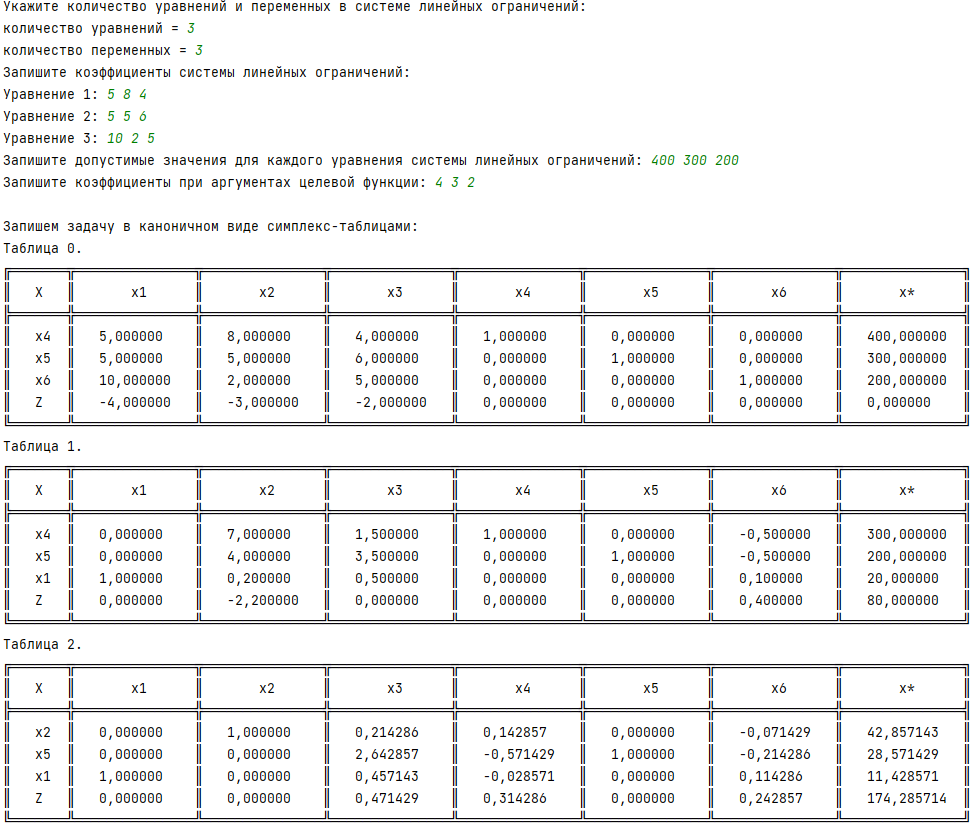 Укажите количество уравнений и переменных в системе линейных ограничений:
количество уравнений = 3
количество переменных = 3
Запишите коэффициенты системы линейных ограничений:
Уравнение 1: 5 8 4
Уравнение 2: 5 5 6
Уравнение 3: 10 2 5
Запишите допустимые значения для каждого уравнения системы линейных ограничений: 400 300 200
Запишите коэффициенты при аргументах целевой функции: 4 3 2
Запишем задачу в каноничном виде симплекс-таблицами:
Таблица 0.
X x1 x2 x3 x4 x5 x6 x*
x4 5,000000 8,000000 4,000000 1,000000 0,000000 0,000000 400,000000
x5 5,000000 5,000000 6,000000 0,000000 1,000000 0,000000 300,000000
x6 10,000000 2,000000 5,000000 0,000000 0,000000 1,000000 200,000000
Z -4,000000 -3,000000 -2,000000 0,000000 0,000000 0,000000 0,000000
Таблица 1.
X x1 x2 x3 x4 x5 x6 x*
x4 0,000000 7,000000 1,500000 1,000000 0,000000 -0,500000 300,000000
x5 0,000000 4,000000 3,500000 0,000000 1,000000 -0,500000 200,000000
x1 1,000000 0,200000 0,500000 0,000000 0,000000 0,100000 20,000000
Z 0,000000 -2,200000 0,000000 0,000000 0,000000 0,400000 80,000000
Таблица 2.
X x1 x2 x3 x4 x5 x6 x*
x2 0,000000 1,000000 0,214286 0,142857 0,000000 -0,071429 42,857143
x5 0,000000 0,000000 2,642857 -0,571429 1,000000 -0,214286 28,571429
x1 1,000000 0,000000 0,457143 -0,028571 0,000000 0,114286 11,428571
Z 0,000000 0,000000 0,471429 0,314286 0,000000 0,242857 174,285714